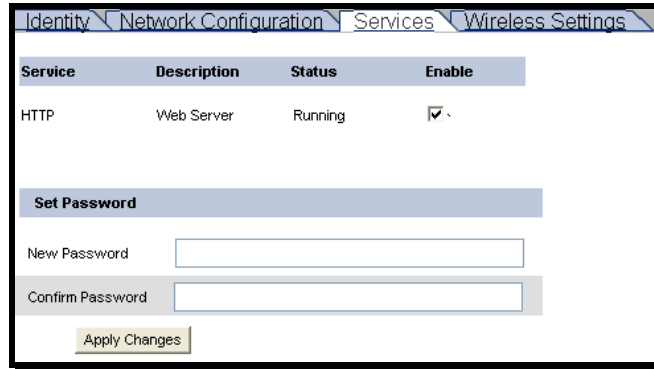 Identity Network Configuration Services Wireless Settings
Service Description Status Enable
HTTP Web Server Running
Set Password
New Password
Confirm Password
Apply Changes